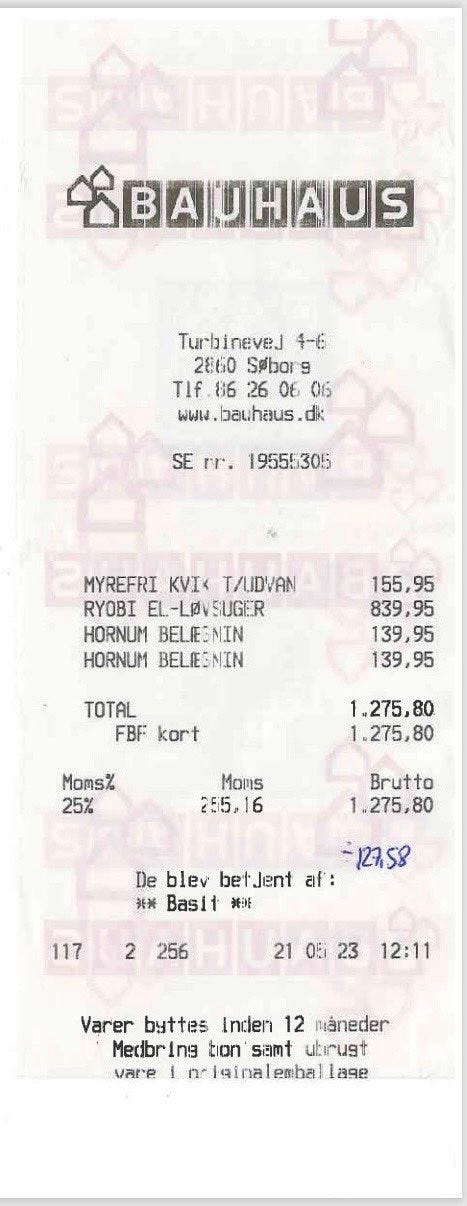 BAUHAUS
Turbinevej 4-6
2860 Søborg
Tlf.86 26 06 06
www.bauhaus.dk
SE nr. 19555305
MYREFRI KVIK T/UDVAN 155,95
RYOBI EL-LØVSUGER 839,95
HORNUM BELÆGNIN 139,95
HORNUM BELÆGNIN 139,95
TOTAL 1.275,80
FBF kort 1.275,80
Moms% Moms Brutto
25% 255,16 1.275,80
-127,58
De blev betjent af:
** Basit **
117 2 256 21 05 23 12:11
Varer byttes inden 12 måneder
Medbring bon samt ubrugt
vare i originalemballage